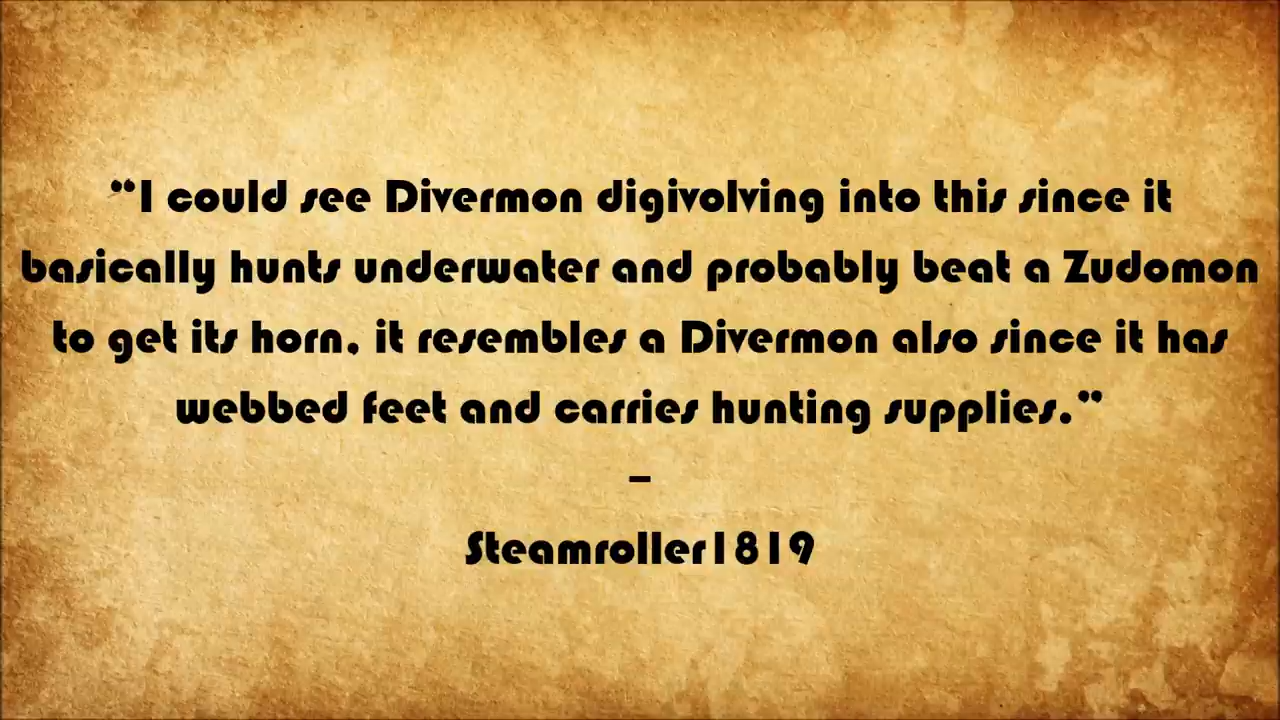 “I could see Divermon digivolving into this since it
basically hunts underwater and probably beat a Zudomon
to get its horn, it resembles a Divermon also since it has
webbed feet and carries hunting supplies.”
–
Steamroller1819